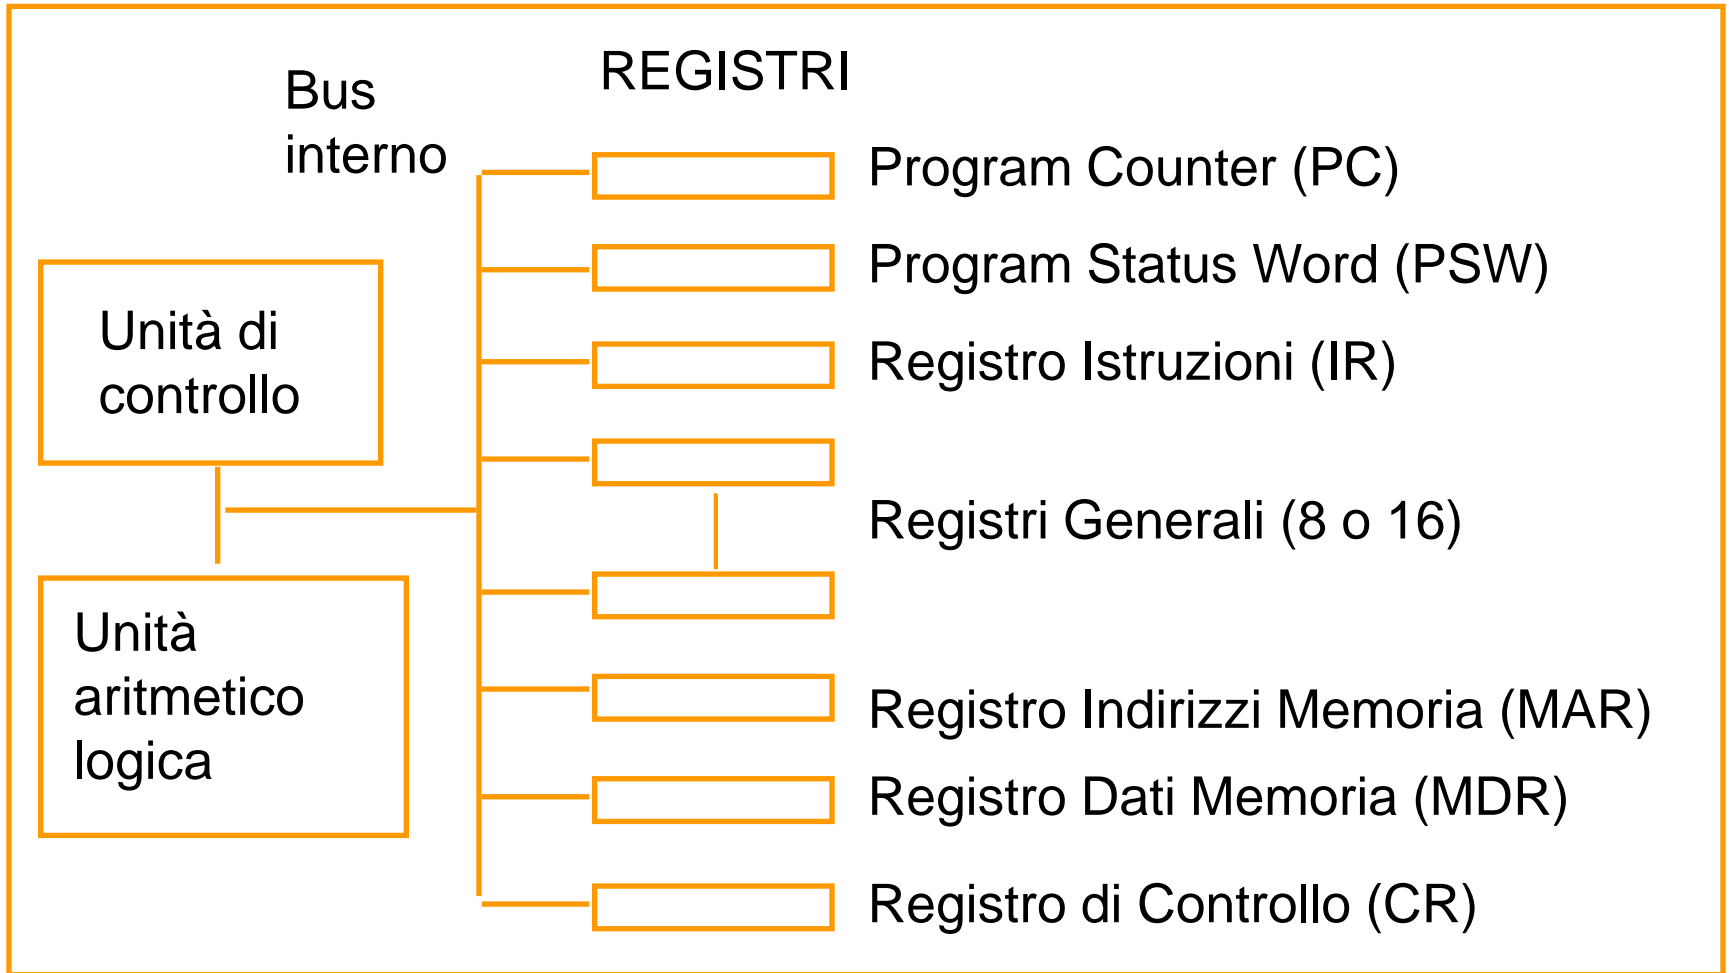 Bus
interno
REGISTRI
Program Counter (PC)
Program Status Word (PSW)
Unità di
controllo
Registro Istruzioni (IR)
Registri Generali (8 o 16)
Unità
aritmetico
logica
Registro Indirizzi Memoria (MAR)
Registro Dati Memoria (MDR)
Registro di Controllo (CR)